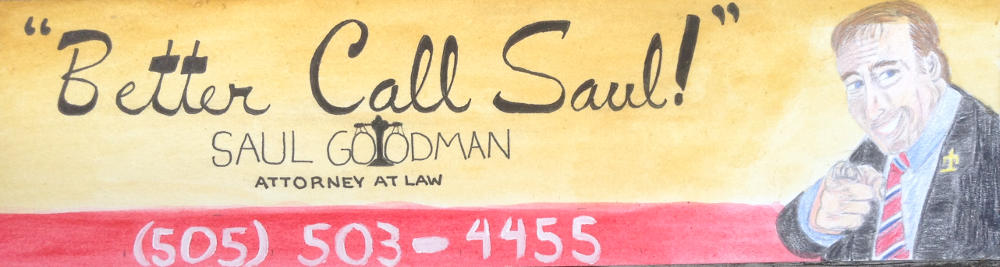 “Better Call Saul!”
SAUL GOODMAN
ATTORNEY AT LAW
(505) 503-4455